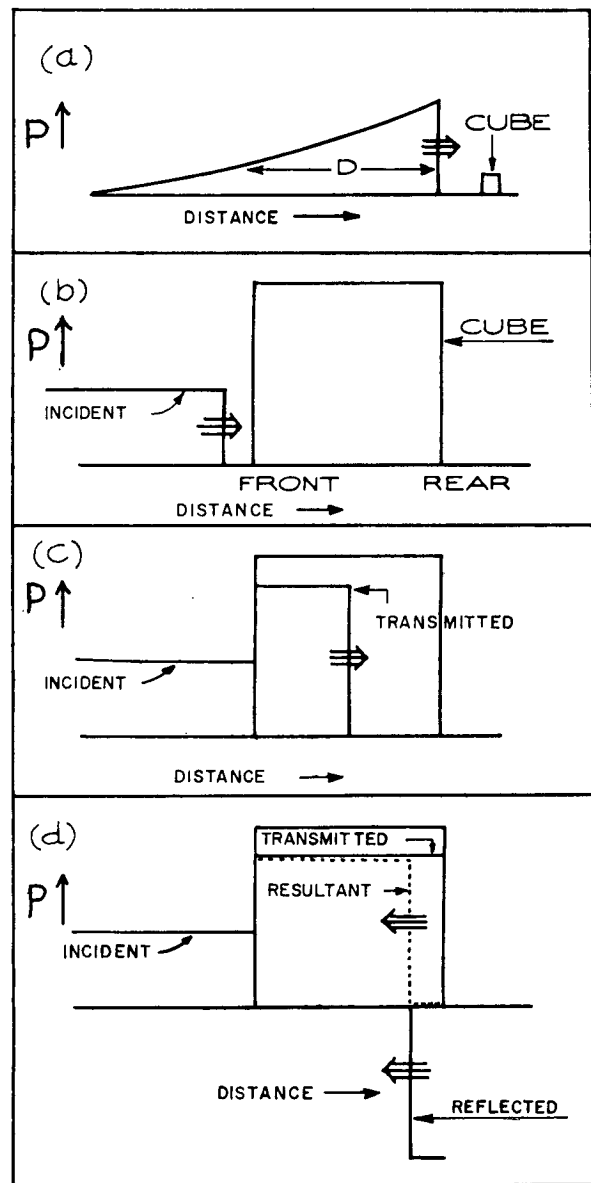 (a)
P
CUBE
D
DISTANCE
(b)
P
CUBE
INCIDENT
FRONT REAR
DISTANCE
(c)
P
TRANSMITTED
INCIDENT
DISTANCE
(d)
TRANSMITTED
P
RESULTANT
INCIDENT
DISTANCE
REFLECTED